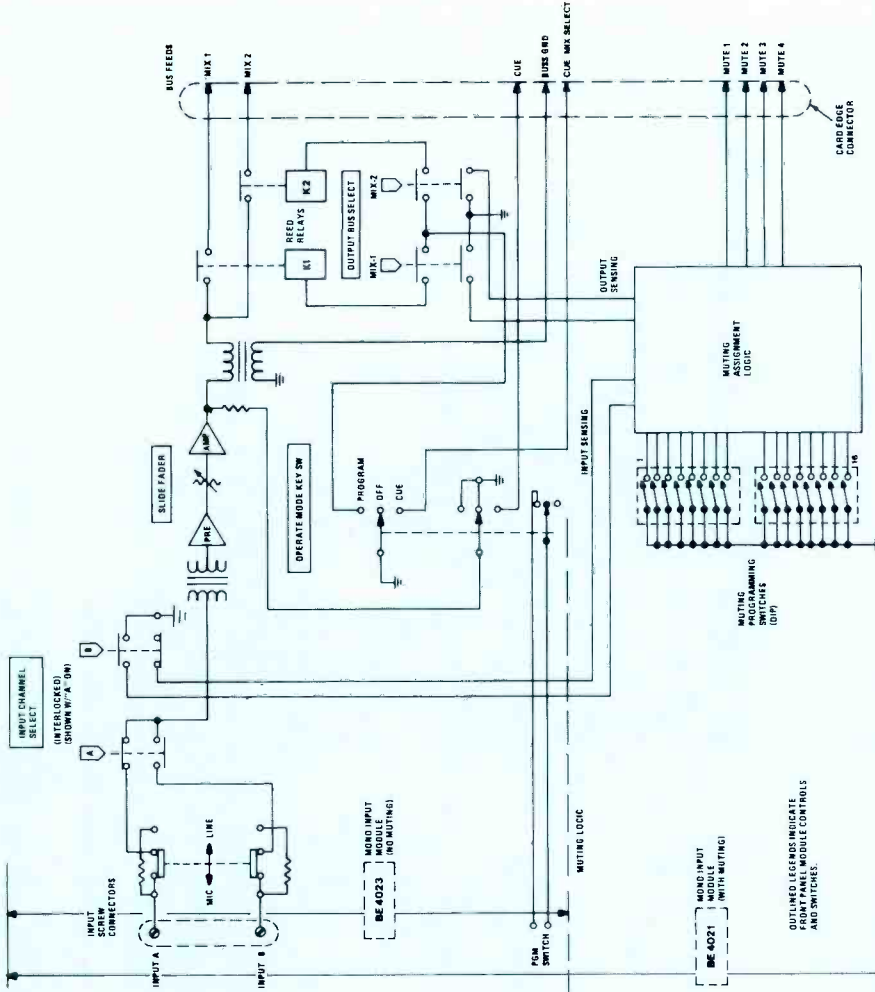 BUS FEEDS
MIX 1
MIX 2
CUE
BUSS GND
CUE MIX SELECT
MUTE 1
MUTE 2
MUTE 3
MUTE 4
CARD EDGE
CONNECTOR
K1
K2
REED
RELAYS
OUTPUT BUS SELECT
MIX-1
MIX-2
OUTPUT
SENSING
SLIDE FADER
PRE
AMP
OPERATE MODE KEY SW
PROGRAM
OFF
CUE
INPUT SENSING
MUTING
ASSIGNMENT
LOGIC
1
16
MUTING
PROGRAMMING
SWITCHES
(DIP)
INPUT CHANNEL
SELECT
(INTERLOCKED)
(SHOWN W/"A" ON)
A
B
INPUT
SCREW
CONNECTORS
INPUT A
INPUT B
MIC
LINE
BE 4023
MONO INPUT
MODULE
(NO MUTING)
PGM
SWITCH
MUTING LOGIC
BE 4021
MONO INPUT
MODULE
(WITH MUTING)
OUTLINED LEGENDS INDICATE
FRONT PANEL MODULE CONTROLS
AND SWITCHES.